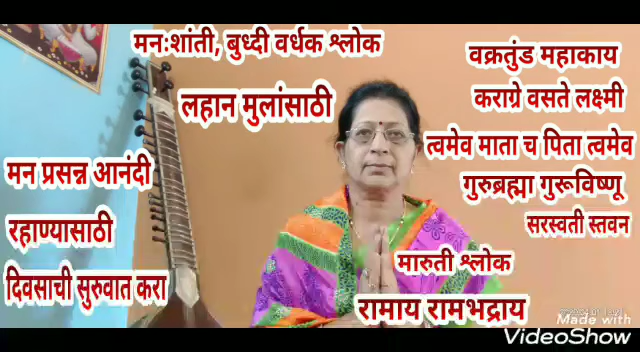 मन:शांती, बुध्दी वर्धक श्लोक
लहान मुलांसाठी
मन प्रसन्न आनंदी
रहाण्यासाठी
दिवसाची सुरुवात करा
वक्रतुंड महाकाय
कराग्रे वसते लक्ष्मी
त्वमेव माता च पिता त्वमेव
गुरुब्रह्मा गुरूविष्णू
सरस्वती स्तवन
मारुती श्लोक
रामाय रामभद्राय
Made with
VideoShow